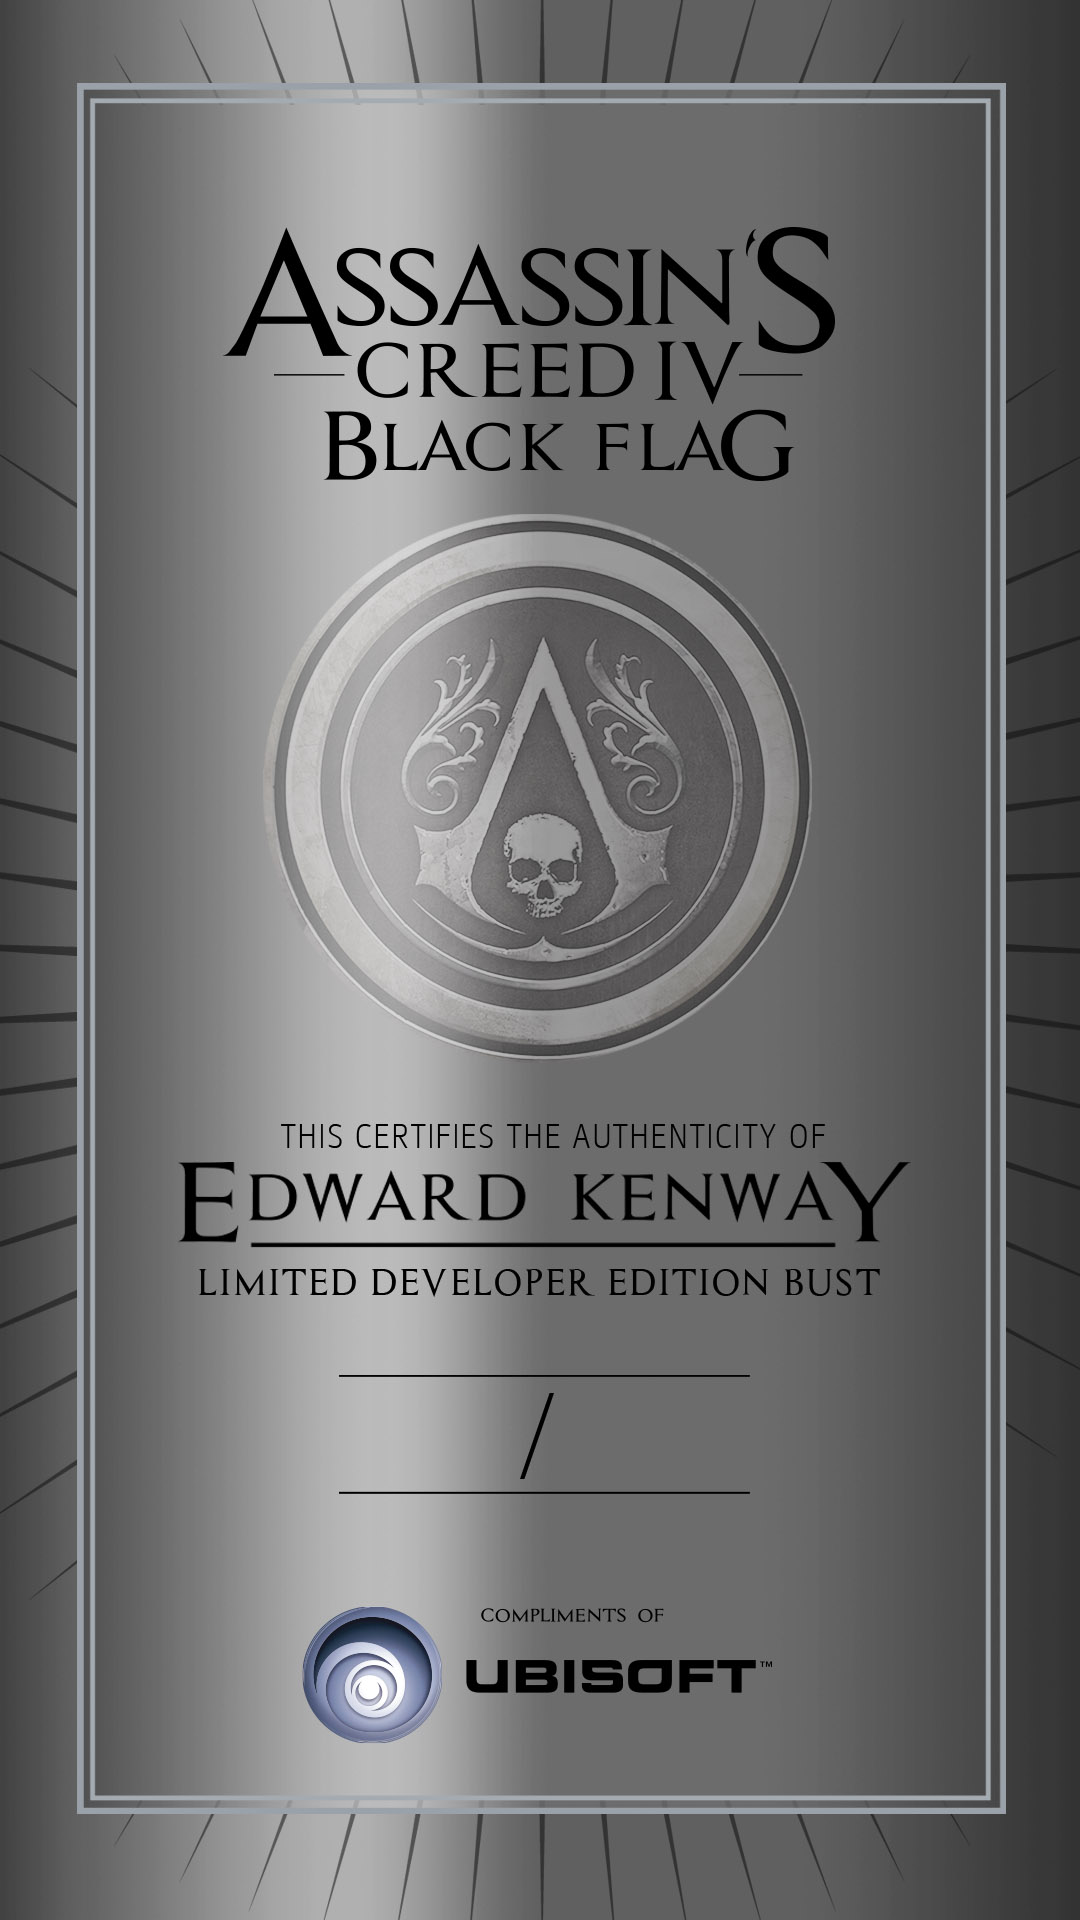 ASSASSIN'S
CREED IV
BLACK FLAG
THIS CERTIFIES THE AUTHENTICITY OF
EDWARD KENWAY
LIMITED DEVELOPER EDITION BUST
/
COMPLIMENTS OF
UBISOFT™